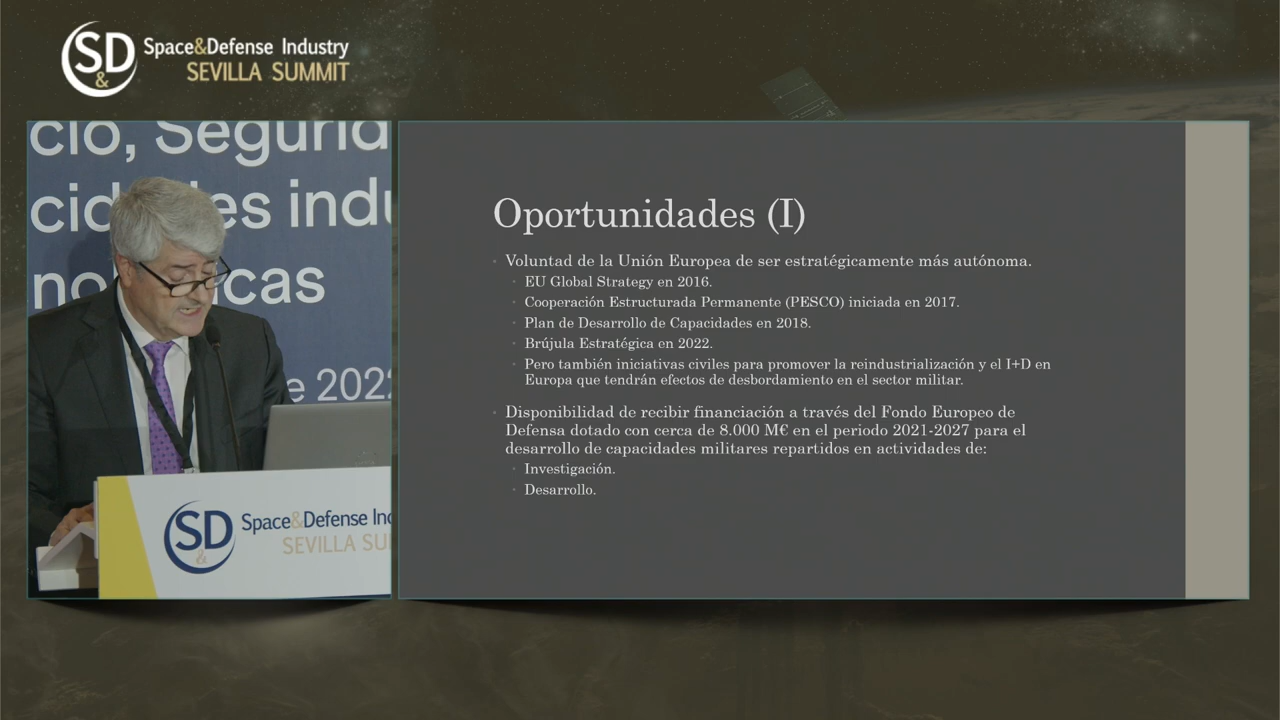 S&D Space&Defense Industry
SEVILLA SUMMIT
cio, Segurid
cid es indu
no cas
e 2022
SD & Space&Defense Ind
SEVILLA SU
Oportunidades (I)
Voluntad de la Unión Europea de ser estratégicamente más autónoma.
EU Global Strategy en 2016.
Cooperación Estructurada Permanente (PESCO) iniciada en 2017.
Plan de Desarrollo de Capacidades en 2018.
Brújula Estratégica en 2022.
Pero también iniciativas civiles para promover la reindustrialización y el I+D en
Europa que tendrán efectos de desbordamiento en el sector militar.
Disponibilidad de recibir financiación a través del Fondo Europeo de
Defensa dotado con cerca de 8.000 M€ en el periodo 2021-2027 para el
desarrollo de capacidades militares repartidos en actividades de:
Investigación.
Desarrollo.